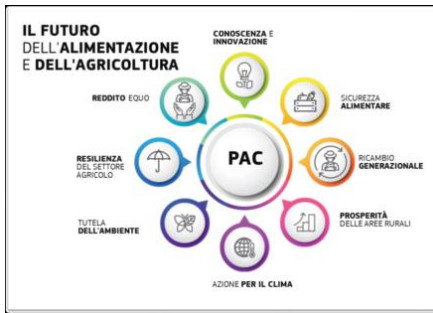 IL FUTURO
DELL'ALIMENTAZIONE
E DELL'AGRICOLTURA
CONOSCENZA E
INNOVAZIONE
REDDITO EQUO
SICUREZZA
ALIMENTARE
RESILIENZA
DEL SETTORE
AGRICOLO
PAC
RICAMBIO
GENERAZIONALE
TUTELA
DELL'AMBIENTE
PROSPERITÀ
DELLE AREE RURALI
AZIONE PER IL CLIMA